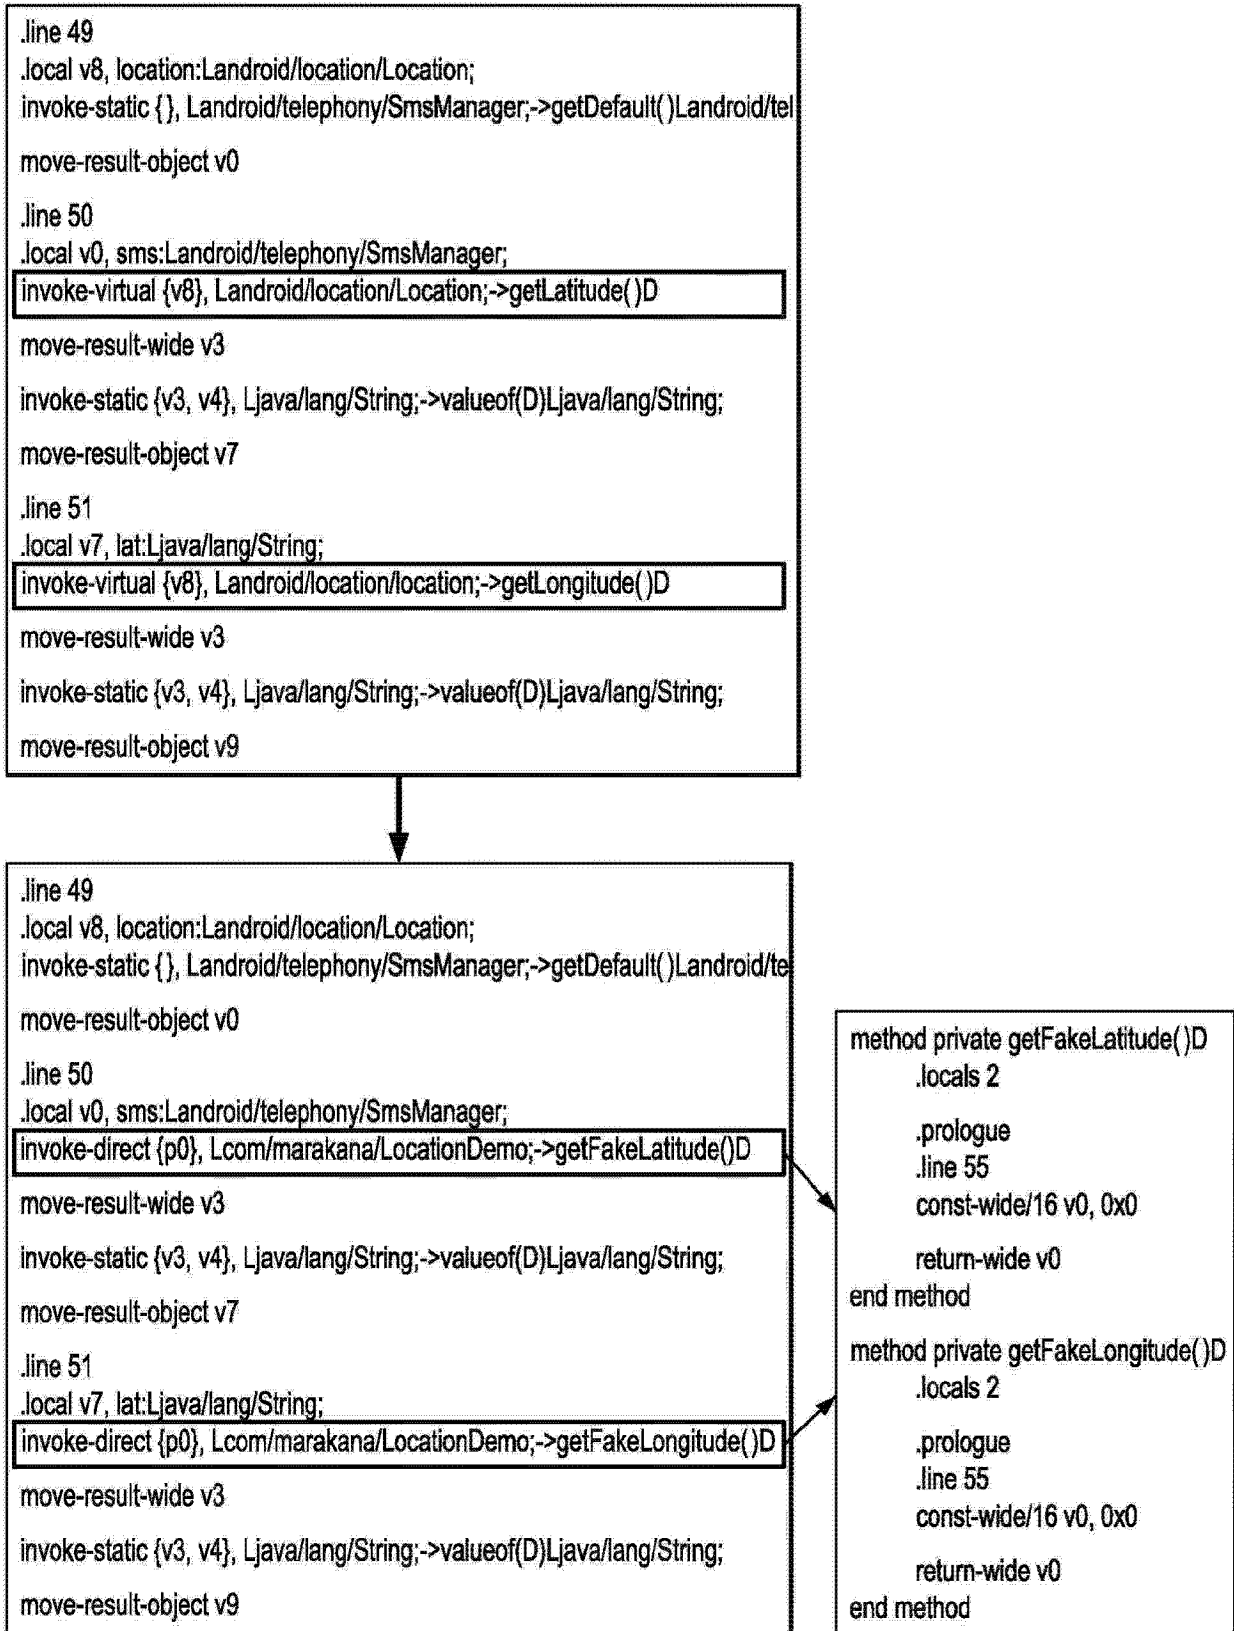 .line 49
.local v8, location:Landroid/location/Location;
invoke-static { }, Landroid/telephony/SmsManager;->getDefault( )Landroid/tel
move-result-object v0
.line 50
.local v0, sms:Landroid/telephony/SmsManager;
invoke-virtual {v8}, Landroid/location/Location;->getLatitude( )D
move-result-wide v3
invoke-static {v3, v4}, Ljava/lang/String;->valueof(D)Ljava/lang/String;
move-result-object v7
.line 51
.local v7, lat:Ljava/lang/String;
invoke-virtual {v8}, Landroid/location/location;->getLongitude( )D
move-result-wide v3
invoke-static {v3, v4}, Ljava/lang/String;->valueof(D)Ljava/lang/String;
move-result-object v9
.line 49
.local v8, location:Landroid/location/Location;
invoke-static { }, Landroid/telephony/SmsManager;->getDefault( )Landroid/te
move-result-object v0
.line 50
.local v0, sms:Landroid/telephony/SmsManager;
invoke-direct {p0}, Lcom/marakana/LocationDemo;->getFakeLatitude()D
move-result-wide v3
invoke-static {v3, v4}, Ljava/lang/String;->valueof(D)Ljava/lang/String;
move-result-object v7
.line 51
.local v7, lat:Ljava/lang/String;
invoke-direct {p0}, Lcom/marakana/LocationDemo;->getFakeLongitude( )D
move-result-wide v3
invoke-static {v3, v4}, Ljava/lang/String;->valueof(D)Ljava/lang/String;
move-result-object v9
method private getFakeLatitude( )D
.locals 2
.prologue
.line 55
const-wide/16 v0, 0x0
return-wide v0
end method
method private getFakeLongitude( )D
.locals 2
.prologue
.line 55
const-wide/16 v0, 0x0
return-wide v0
end method